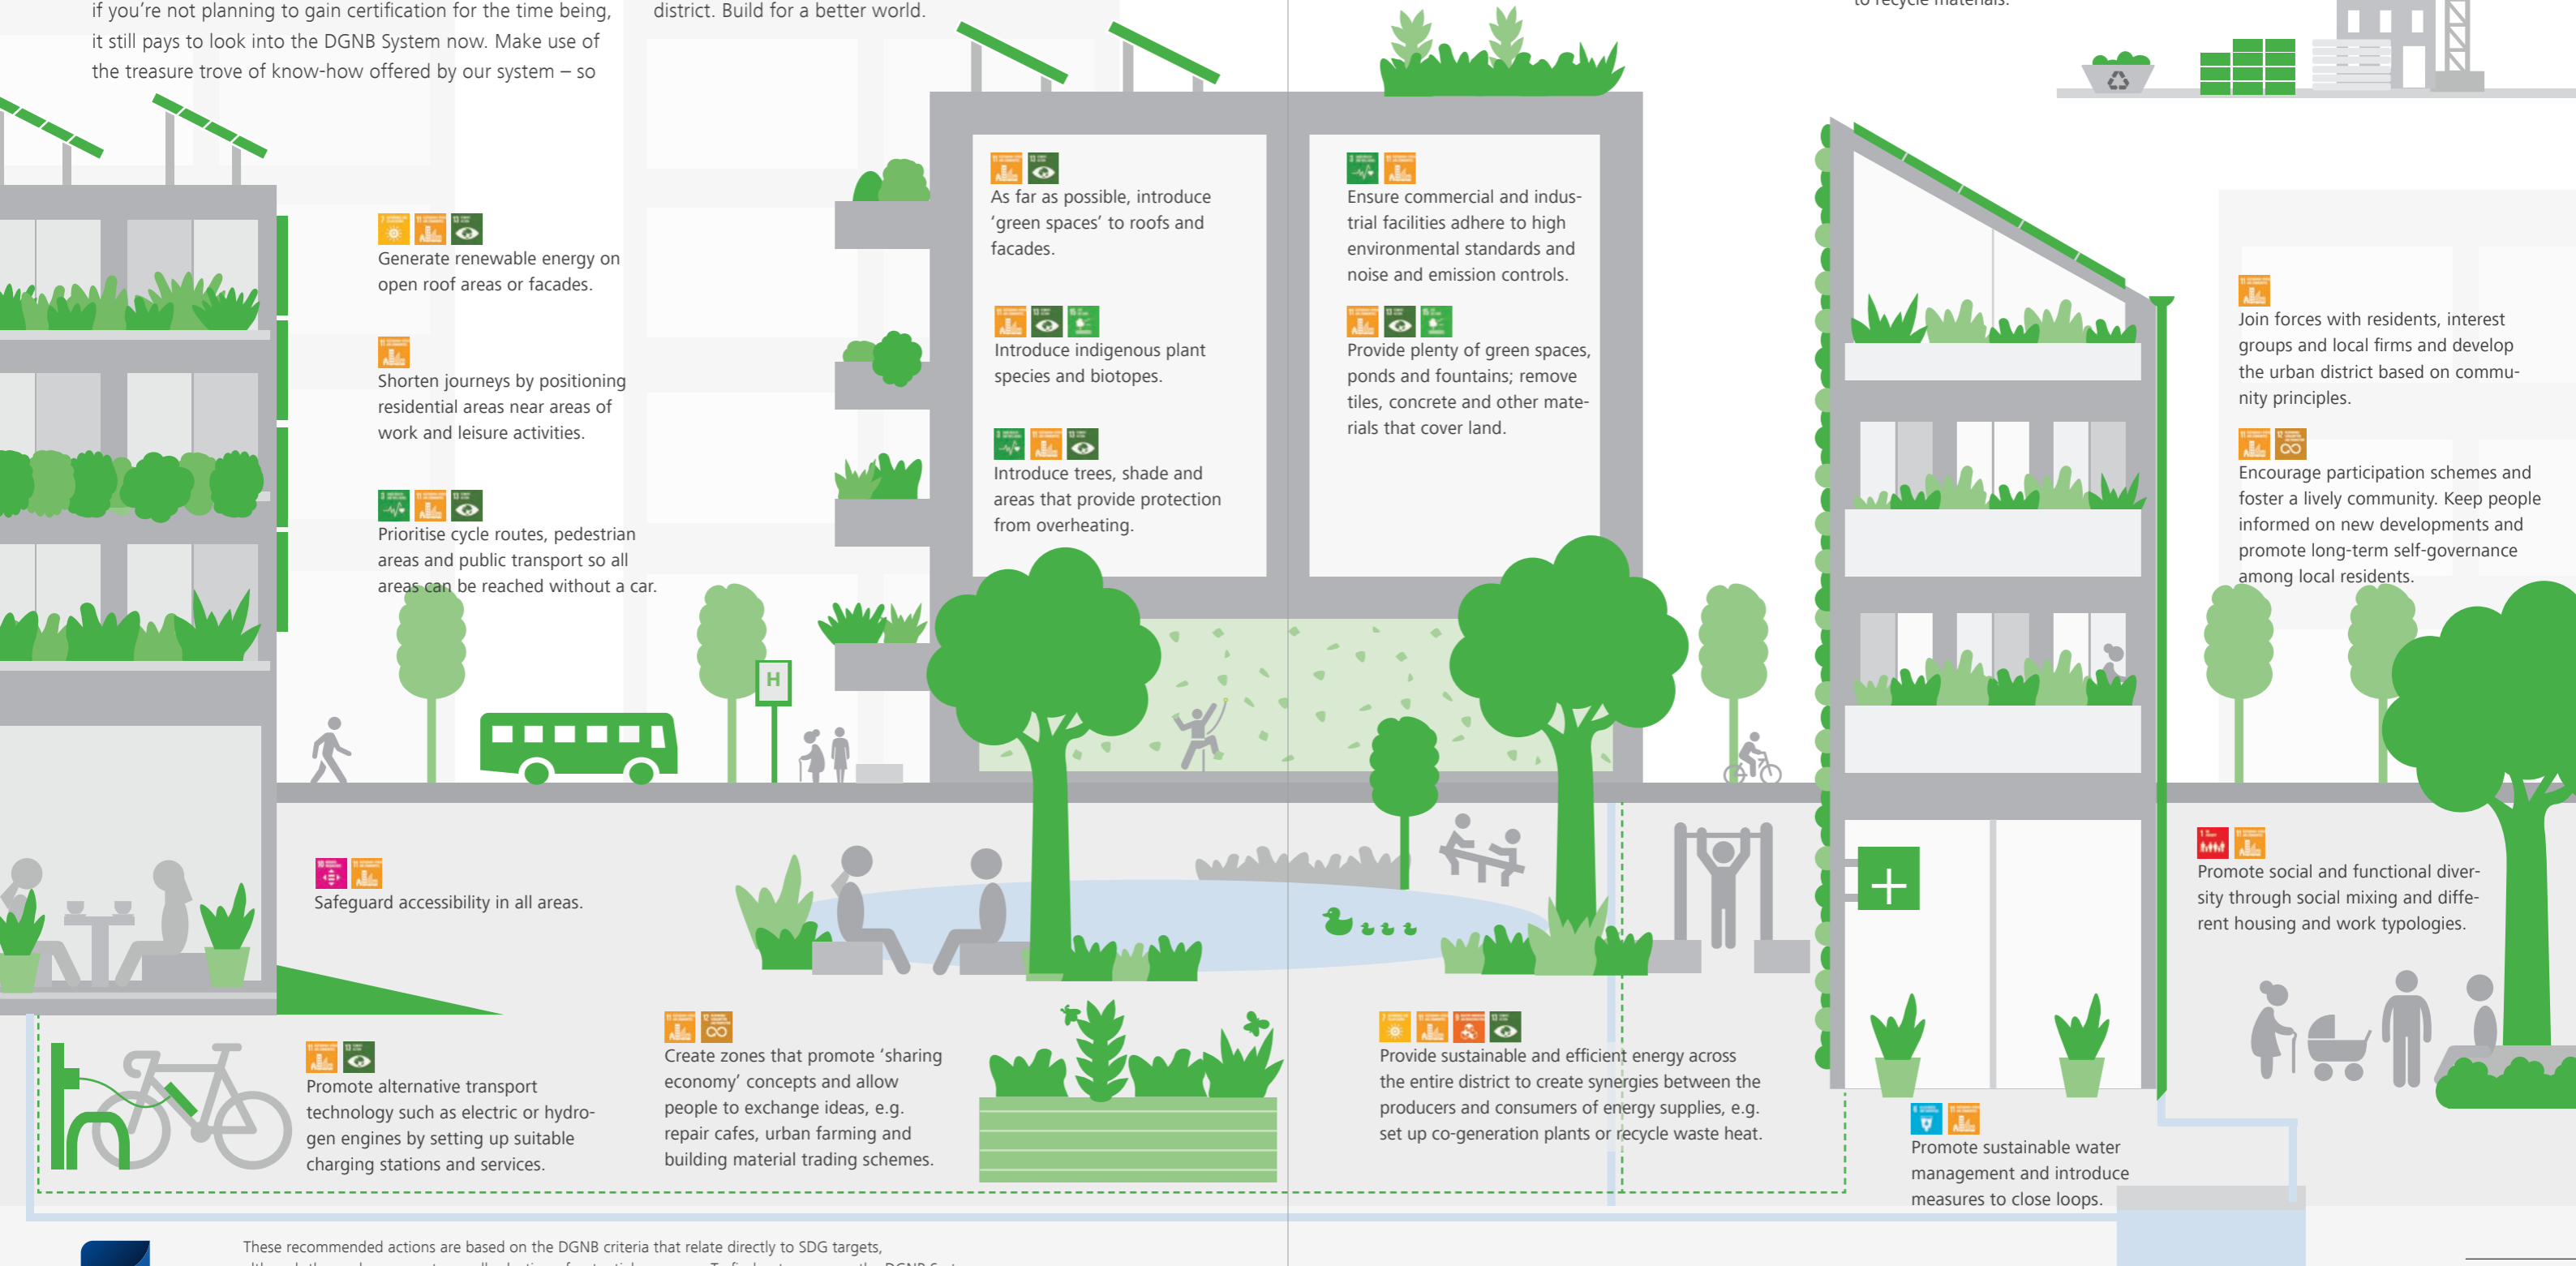 if you're not planning to gain certification for the time being,
it still pays to look into the DGNB System now. Make use of
the treasure trove of know-how offered by our system – so
district. Build for a better world.
to recycle materials.
Generate renewable energy on
open roof areas or facades.
Shorten journeys by positioning
residential areas near areas of
work and leisure activities.
Prioritise cycle routes, pedestrian
areas and public transport so all
areas can be reached without a car.
H
As far as possible, introduce
‘green spaces’ to roofs and
facades.
Introduce indigenous plant
species and biotopes.
Introduce trees, shade and
areas that provide protection
from overheating.
Ensure commercial and indus-
trial facilities adhere to high
environmental standards and
noise and emission controls.
Provide plenty of green spaces,
ponds and fountains; remove
tiles, concrete and other mate-
rials that cover land.
Join forces with residents, interest
groups and local firms and develop
the urban district based on commu-
nity principles.
Encourage participation schemes and
foster a lively community. Keep people
informed on new developments and
promote long-term self-governance
among local residents.
Safeguard accessibility in all areas.
Promote social and functional diver-
sity through social mixing and diffe-
rent housing and work typologies.
Promote alternative transport
technology such as electric or hydro-
gen engines by setting up suitable
charging stations and services.
Create zones that promote ‘sharing
economy’ concepts and allow
people to exchange ideas, e.g.
repair cafes, urban farming and
building material trading schemes.
Provide sustainable and efficient energy across
the entire district to create synergies between the
producers and consumers of energy supplies, e.g.
set up co-generation plants or recycle waste heat.
Promote sustainable water
management and introduce
measures to close loops.
These recommended actions are based on the DGNB criteria that relate directly to SDG targets,